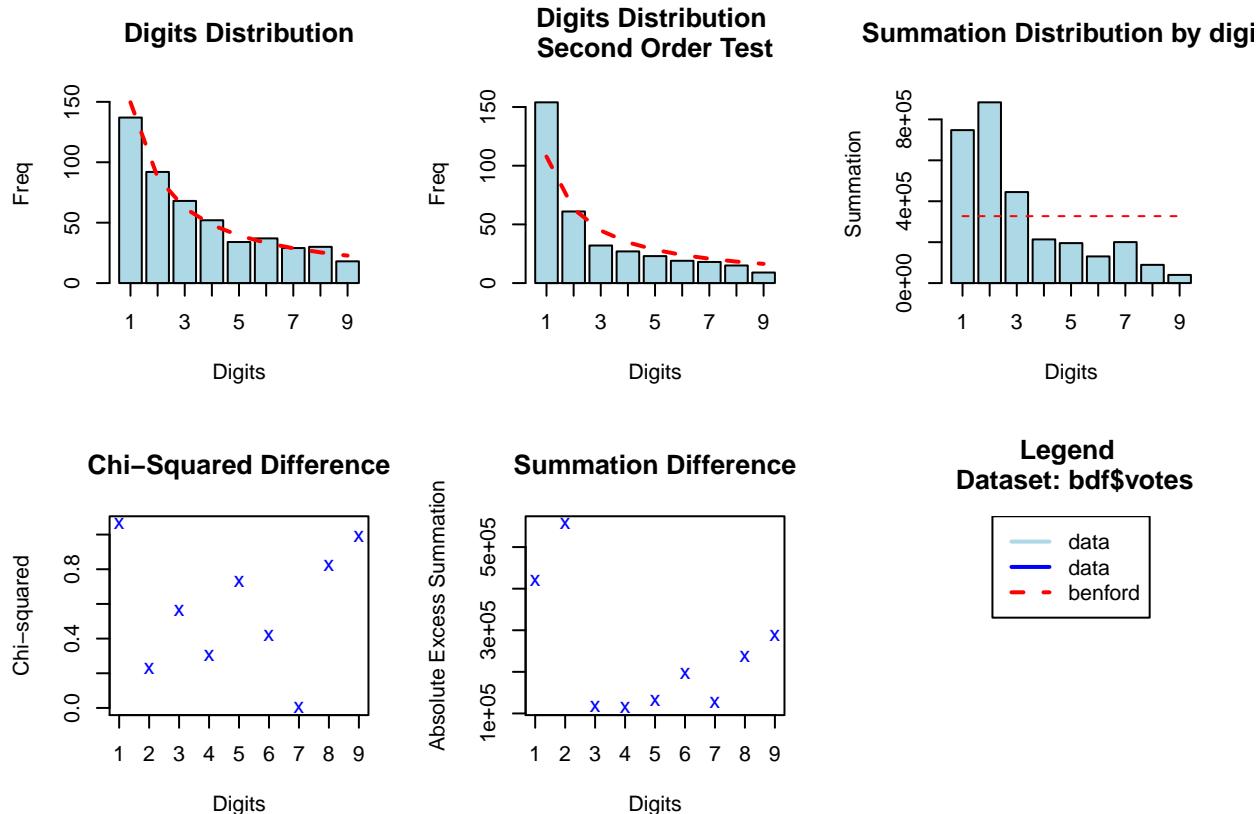 Digits Distribution
Freq
150
100
50
0
1 3 5 7 9
Digits
Digits Distribution
Second Order Test
Freq
150
100
50
0
1 3 5 7 9
Digits
Summation Distribution by digi
Summation
8e+05
4e+05
0e+00
1 3 5 7 9
Digits
Chi−Squared Difference
Chi−squared
0.8
0.4
0.0
1 2 3 4 5 6 7 8 9
Digits
Summation Difference
Absolute Excess Summation
5e+05
3e+05
1e+05
1 2 3 4 5 6 7 8 9
Digits
Legend
Dataset: bdf$votes
data
data
benford